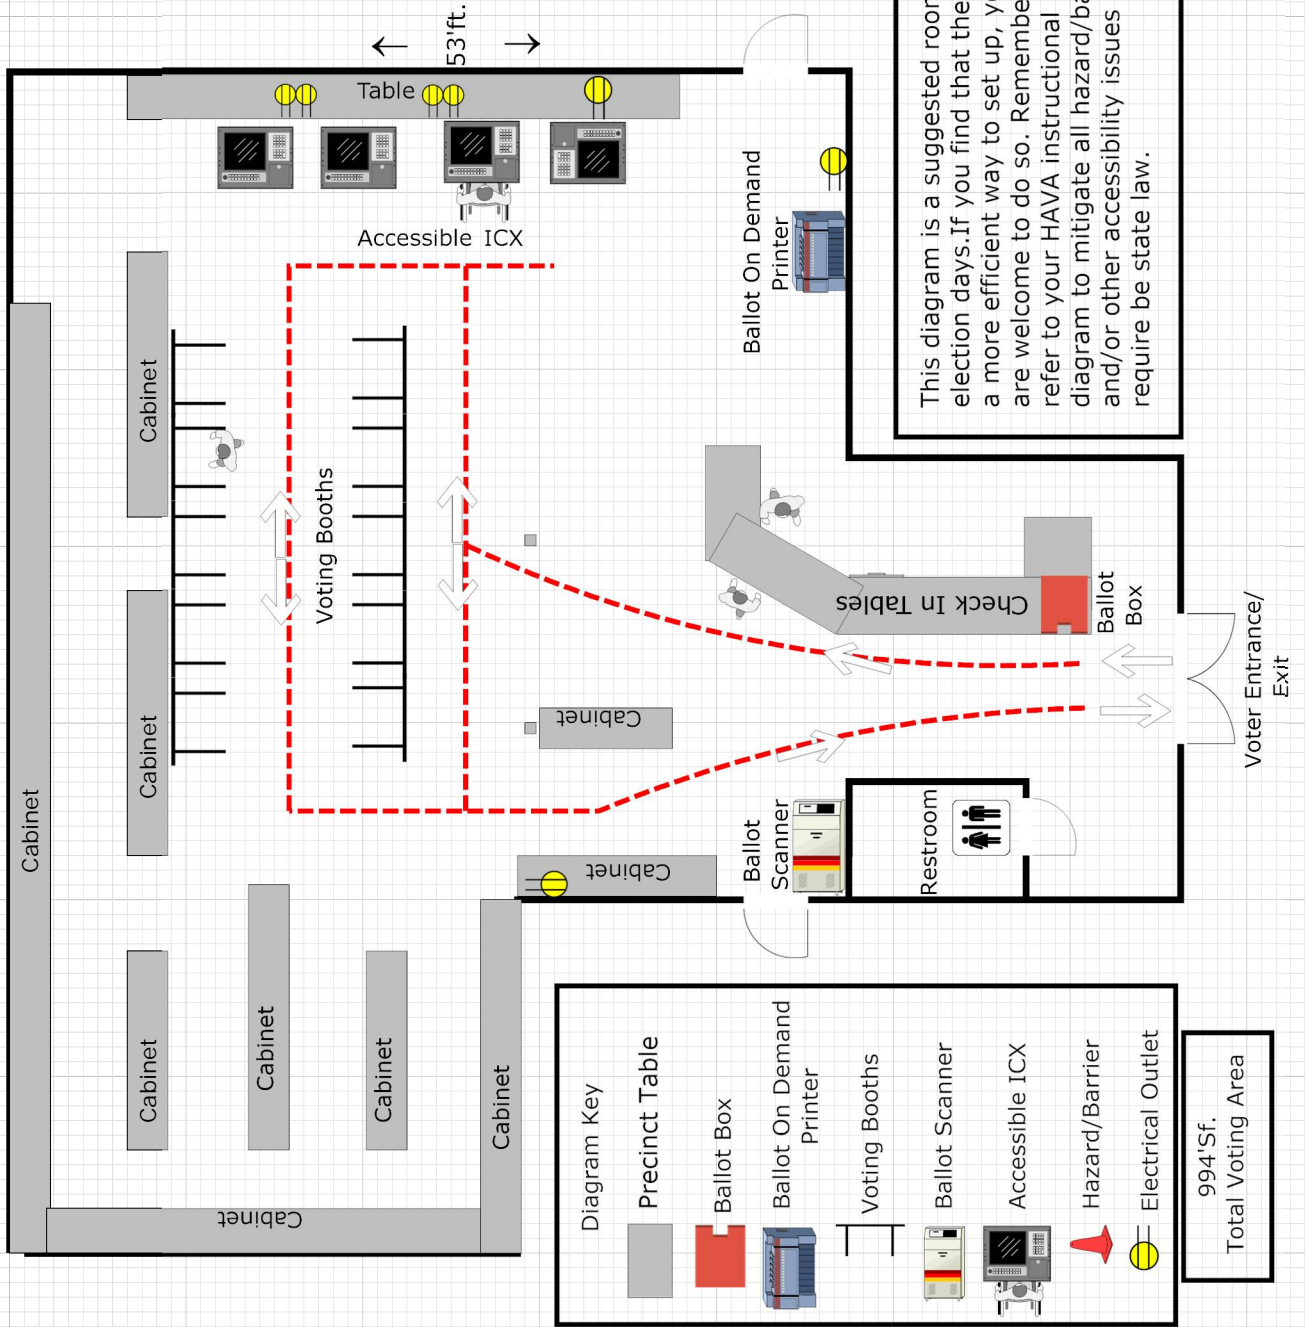 53'ft.
Table
Accessible ICX
Ballot On Demand
Printer
Cabinet
Cabinet
Cabinet
Voting Booths
Check In Tables
Ballot
Box
Cabinet
Voter Entrance/
Exit
Ballot
Scanner
Restroom
Cabinet
Cabinet
Cabinet
Cabinet
Cabinet
Cabinet
This diagram is a suggested
election days.If you find that
a more efficient way to set up,
are welcome to do so.
refer to your HAVA instructional
diagram to mitigate all
and/or other accessibility issues
require be state law.
Diagram Key
Precinct Table
Ballot Box
Ballot On Demand
Printer
Voting Booths
Ballot Scanner
Accessible ICX
Hazard/Barrier
Electrical Outlet
994'Sf.
Total Voting Area